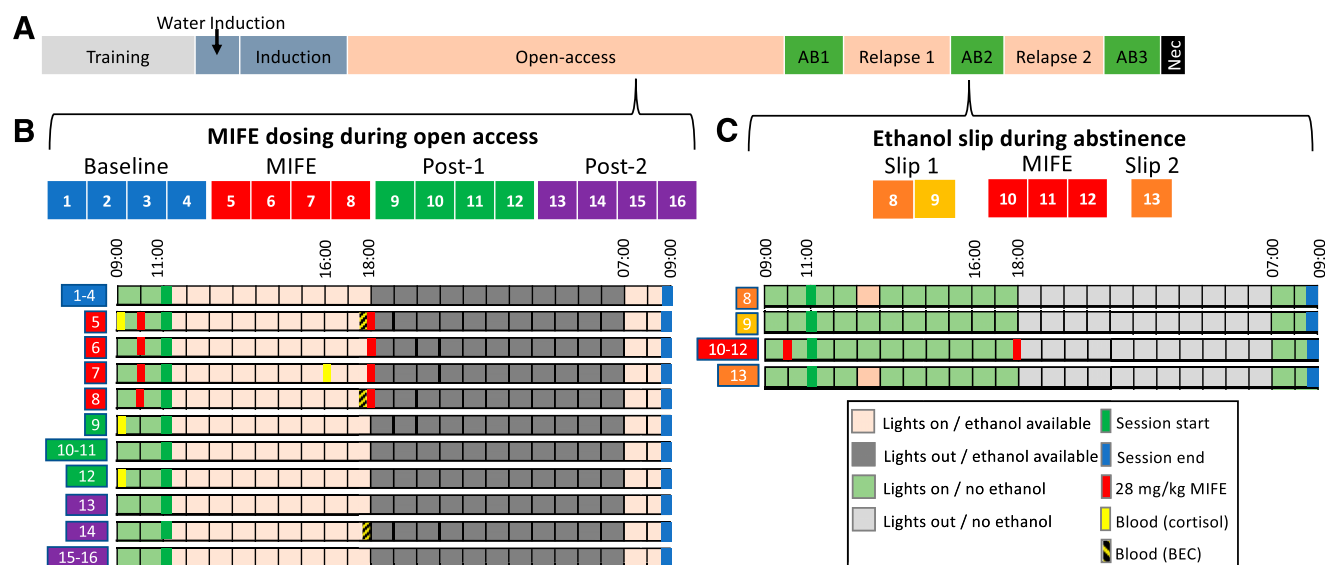 A
Water Induction
Training
Induction
Open-access
AB1
Relapse 1
AB2
Relapse 2
AB3
Nec
B
MIFE dosing during open access
Baseline
MIFE
Post-1
Post-2
1 2 3 4 5 6 7 8 9 10 11 12 13 14 15 16
09:00 11:00 16:00 18:00 07:00 09:00
1-4
5
6
7
8
9
10-11
12
13
14
15-16
C
Ethanol slip during abstinence
Slip 1
MIFE
Slip 2
8 9 10 11 12 13
09:00 11:00 16:00 18:00 07:00 09:00
8
9
10-12
13
Lights on / ethanol available
Lights out / ethanol available
Lights on / no ethanol
Lights out / no ethanol
Session start
Session end
28 mg/kg MIFE
Blood (cortisol)
Blood (BEC)